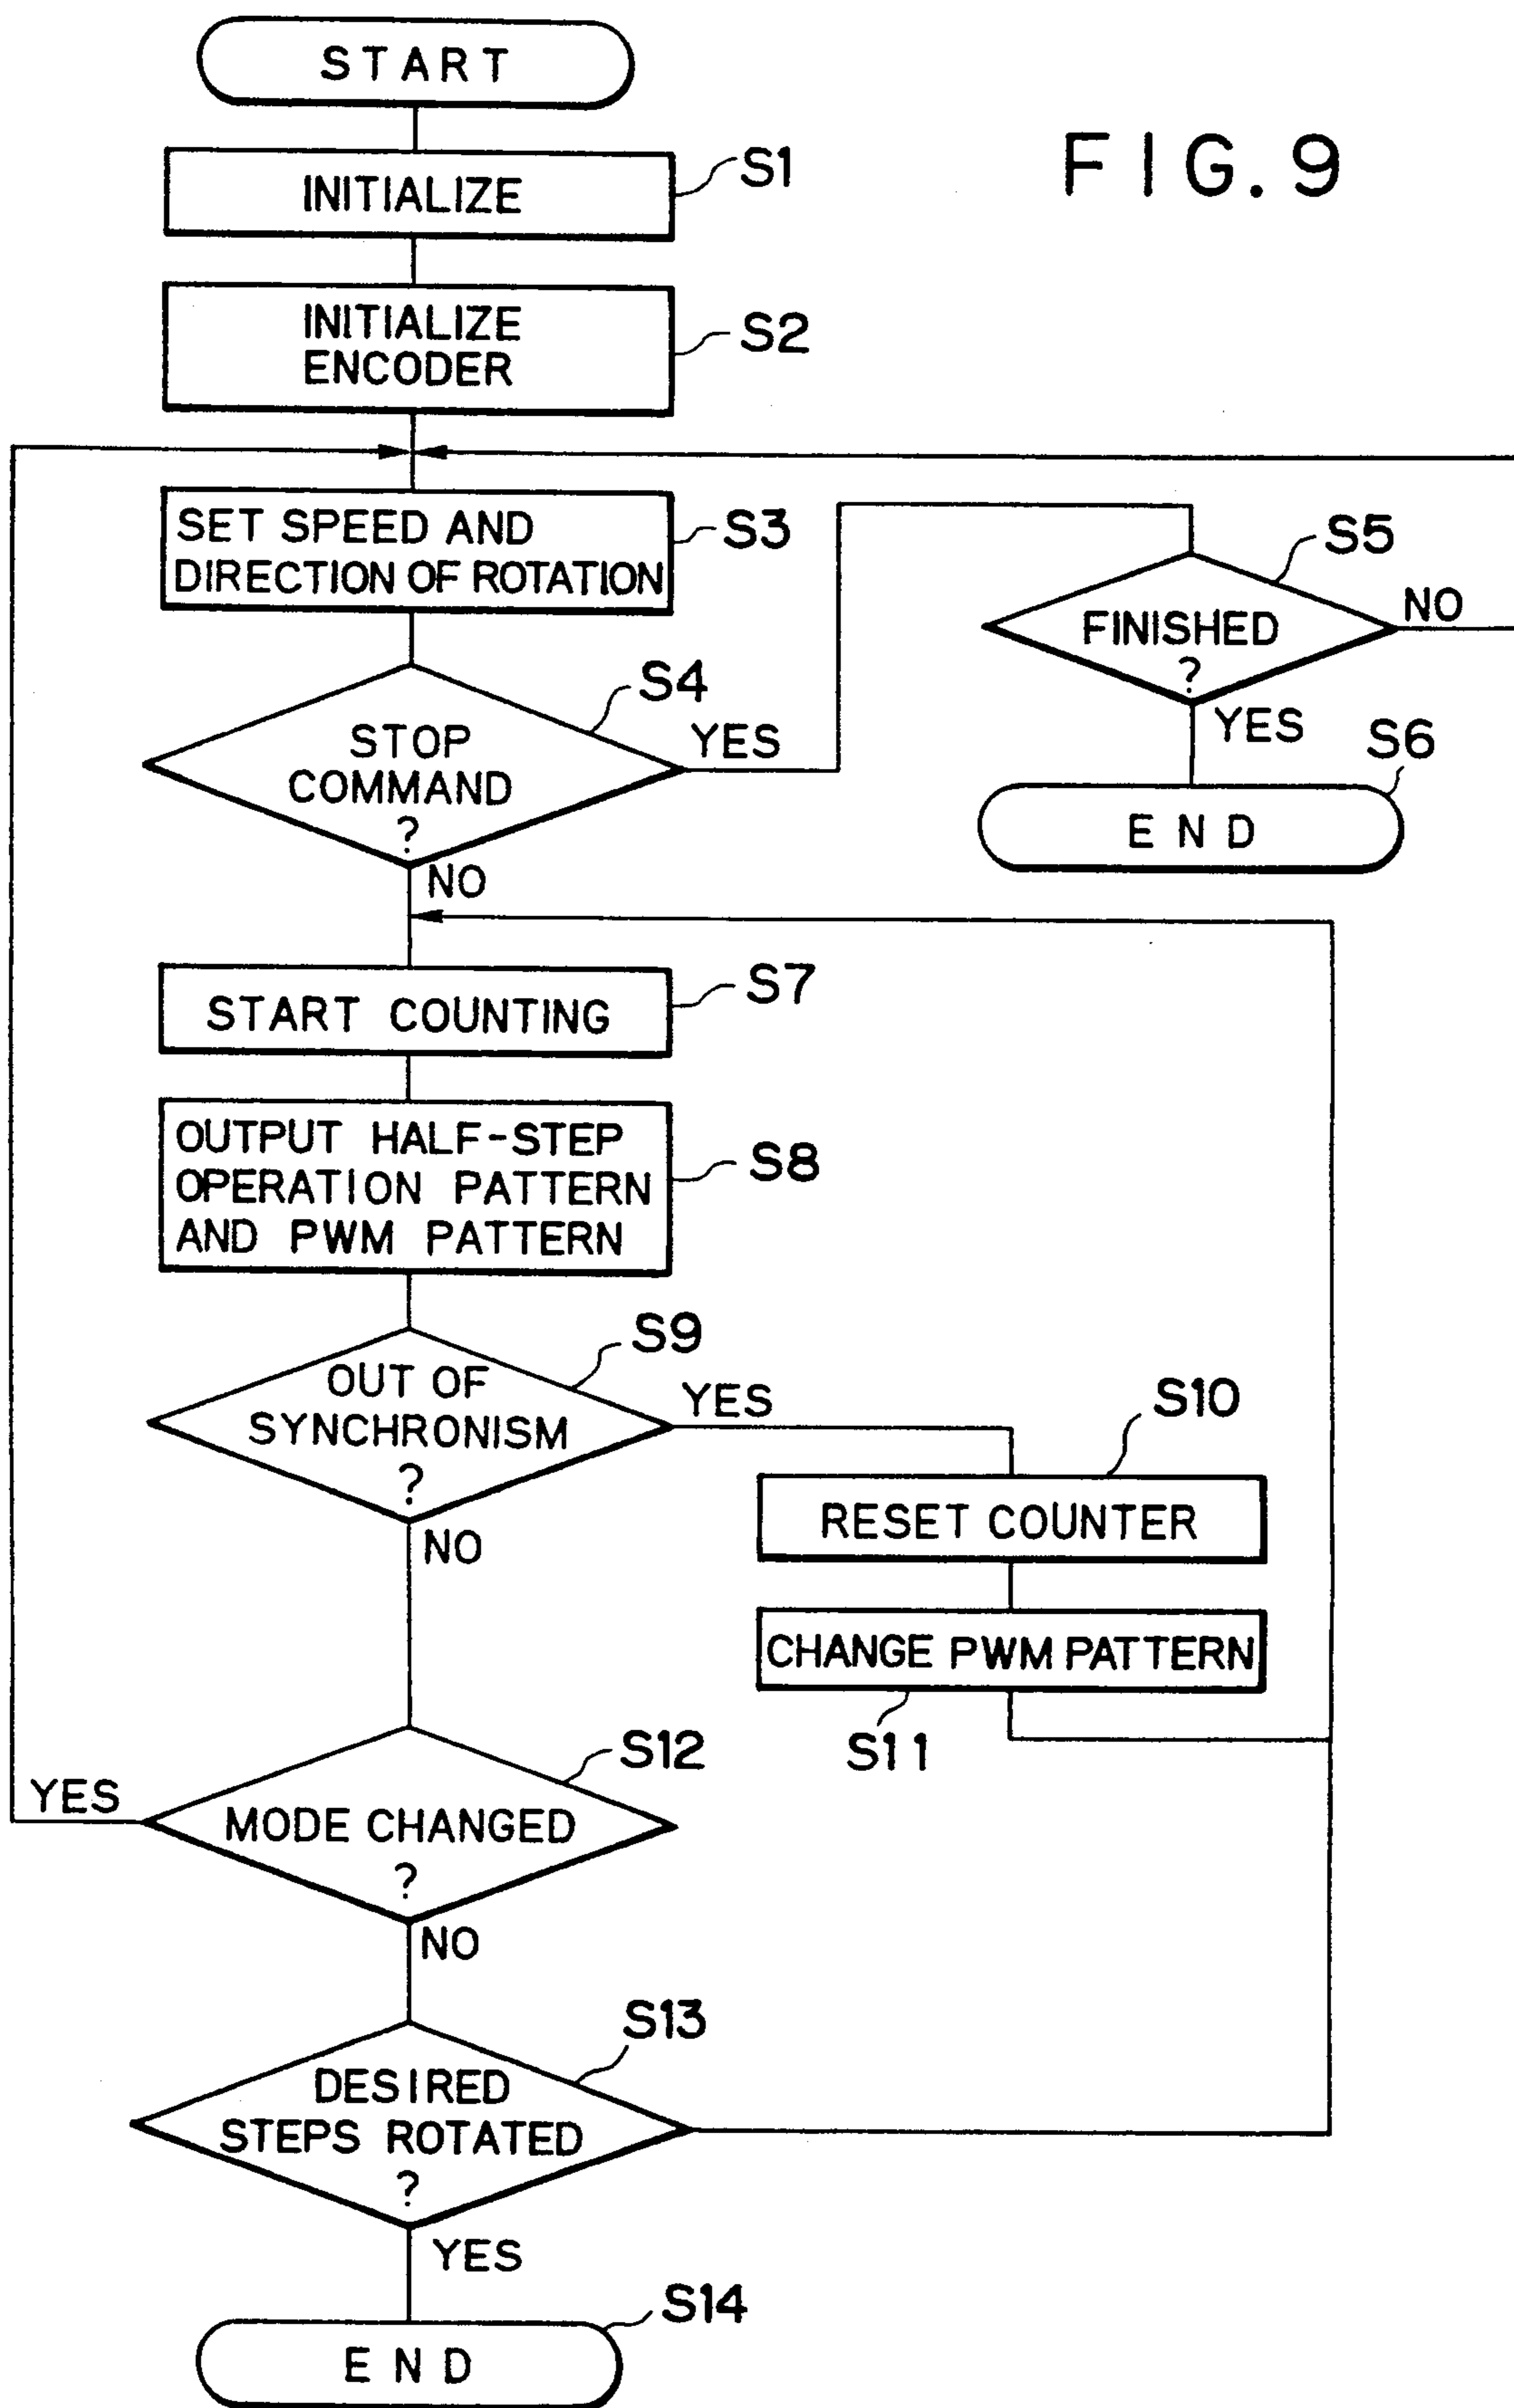 START
FIG. 9
INITIALIZE
S1
INITIALIZE
ENCODER
S2
SET SPEED AND
DIRECTION OF ROTATION
S3
STOP
COMMAND
?
S4
YES
NO
FINISHED
?
S5
NO
YES
END
S6
START COUNTING
S7
OUTPUT HALF-STEP
OPERATION PATTERN
AND PWM PATTERN
S8
OUT OF
SYNCHRONISM
?
S9
YES
NO
RESET COUNTER
S10
CHANGE PWM PATTERN
S11
MODE CHANGED
?
S12
YES
NO
DESIRED
STEPS ROTATED
?
S13
YES
END
S14